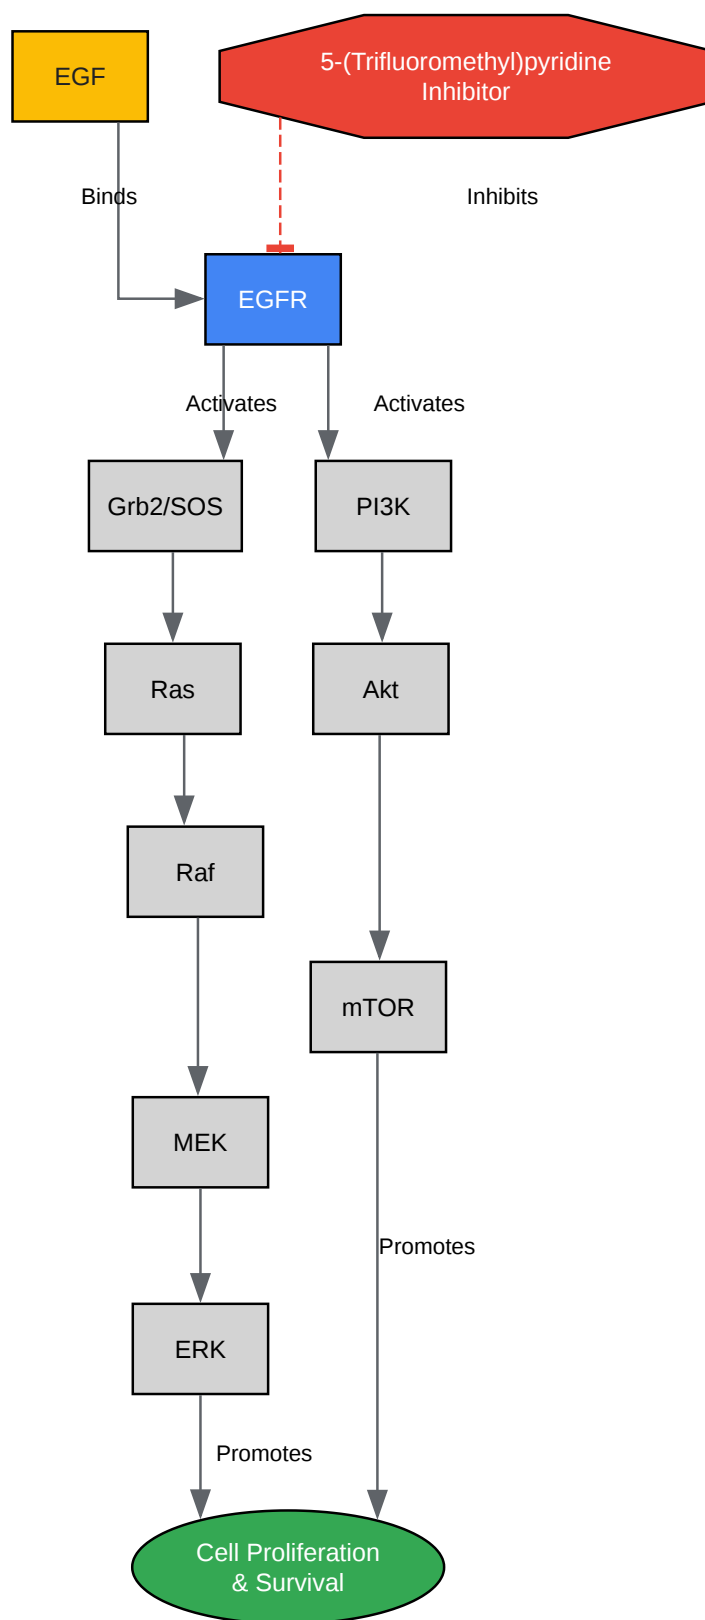 EGF
5-(Trifluoromethyl)pyridine
Inhibitor
Binds
Inhibits
EGFR
Activates
Activates
Grb2/SOS
PI3K
Ras
Akt
Raf
mTOR
MEK
Promotes
ERK
Promotes
Cell Proliferation
& Survival